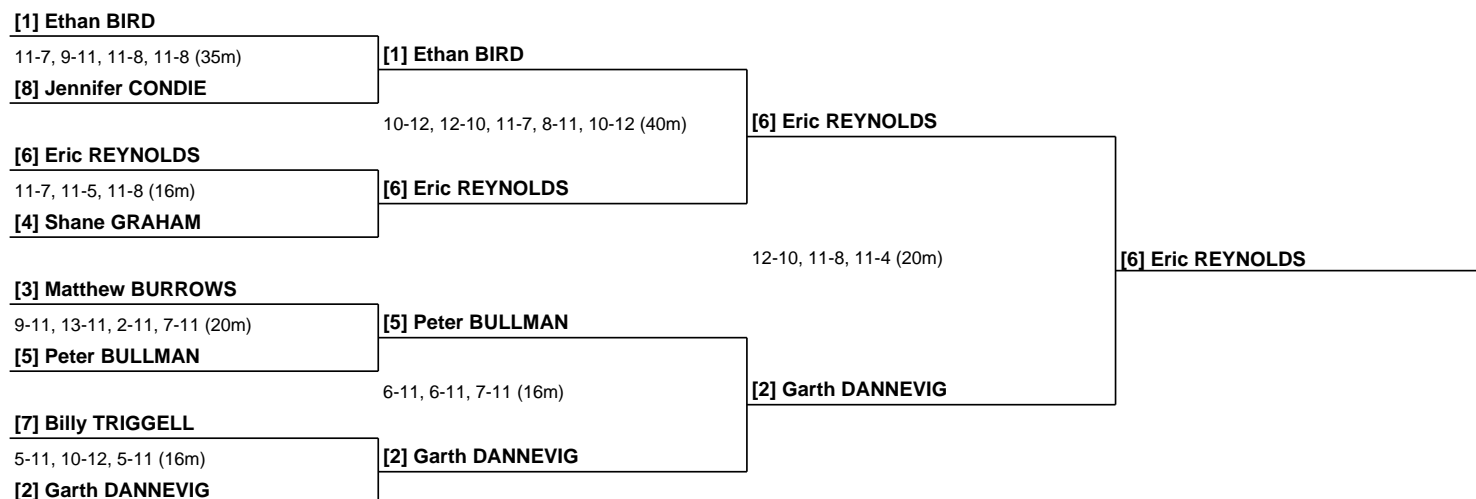 [1] Ethan BIRD
11-7, 9-11, 11-8, 11-8 (35m)
[8] Jennifer CONDIE
[6] Eric REYNOLDS
11-7, 11-5, 11-8 (16m)
[4] Shane GRAHAM
[3] Matthew BURROWS
9-11, 13-11, 2-11, 7-11 (20m)
[5] Peter BULLMAN
[7] Billy TRIGGELL
5-11, 10-12, 5-11 (16m)
[2] Garth DANNEVIG
[1] Ethan BIRD
10-12, 12-10, 11-7, 8-11, 10-12 (40m)
[6] Eric REYNOLDS
[5] Peter BULLMAN
6-11, 6-11, 7-11 (16m)
[2] Garth DANNEVIG
[6] Eric REYNOLDS
12-10, 11-8, 11-4 (20m)
[2] Garth DANNEVIG
[6] Eric REYNOLDS